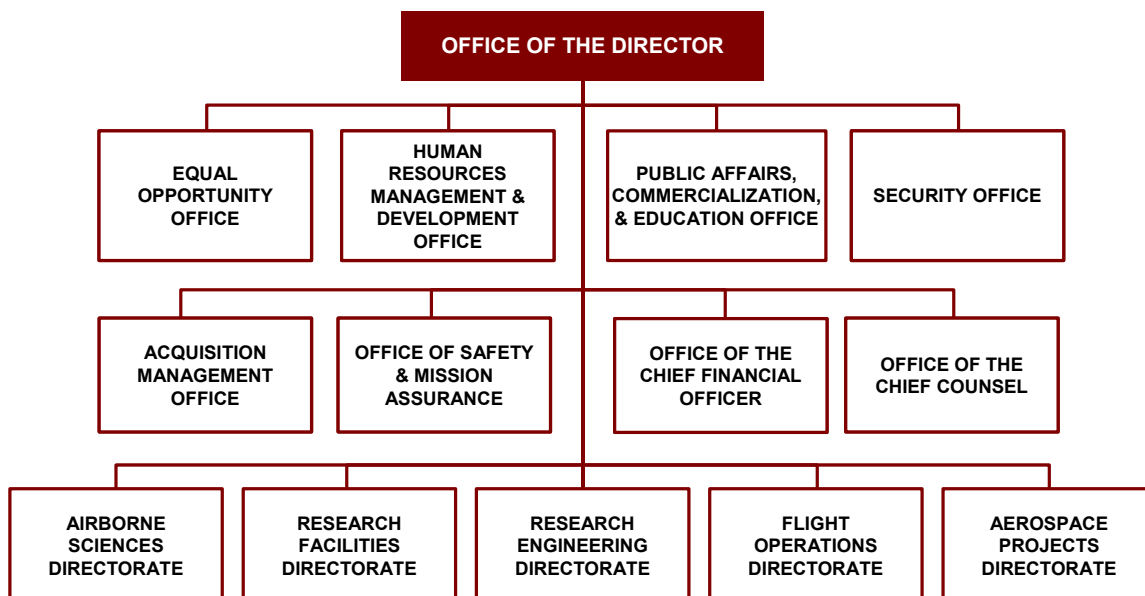 OFFICE OF THE DIRECTOR
EQUAL
OPPORTUNITY
OFFICE
HUMAN
RESOURCES
MANAGEMENT &
DEVELOPMENT
OFFICE
PUBLIC AFFAIRS,
COMMERCIALIZATION,
& EDUCATION OFFICE
SECURITY OFFICE
ACQUISITION
MANAGEMENT
OFFICE
OFFICE OF SAFETY
& MISSION
ASSURANCE
OFFICE OF THE
CHIEF FINANCIAL
OFFICER
OFFICE OF THE
CHIEF COUNSEL
AIRBORNE
SCIENCES
DIRECTORATE
RESEARCH
FACILITIES
DIRECTORATE
RESEARCH
ENGINEERING
DIRECTORATE
FLIGHT
OPERATIONS
DIRECTORATE
AEROSPACE
PROJECTS
DIRECTORATE